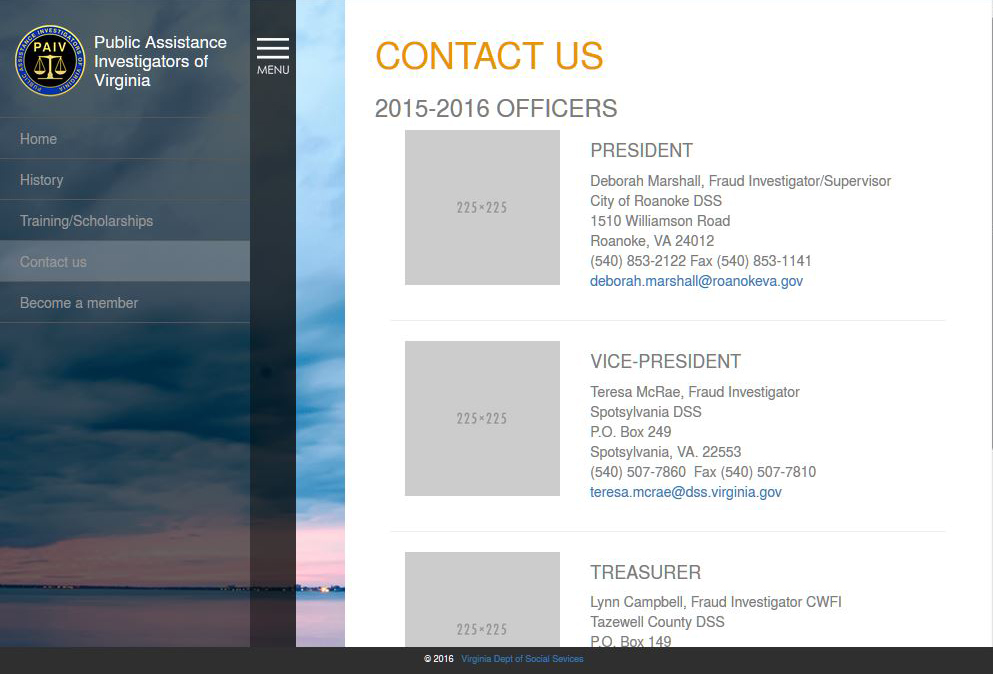 PUBLIC ASSISTANCE INVESTIGATORS OF VIRGINIA
PAIV
PUBLIC
VIRGINIA
Public Assistance
Investigators of
Virginia
MENU
Home
History
Training/Scholarships
Contact us
Become a member
CONTACT US
2015-2016 OFFICERS
225×225
PRESIDENT
Deborah Marshall, Fraud Investigator/Supervisor
City of Roanoke DSS
1510 Williamson Road
Roanoke, VA 24012
(540) 853-2122 Fax (540) 853-1141
deborah.marshall@roanokeva.gov
225×225
VICE-PRESIDENT
Teresa McRae, Fraud Investigator
Spotsylvania DSS
P.O. Box 249
Spotsylvania, VA. 22553
(540) 507-7860  Fax (540) 507-7810
teresa.mcrae@dss.virginia.gov
225×225
TREASURER
Lynn Campbell, Fraud Investigator CWFI
Tazewell County DSS
P.O. Box 149
© 2016 Virginia Dept of Social Sevices